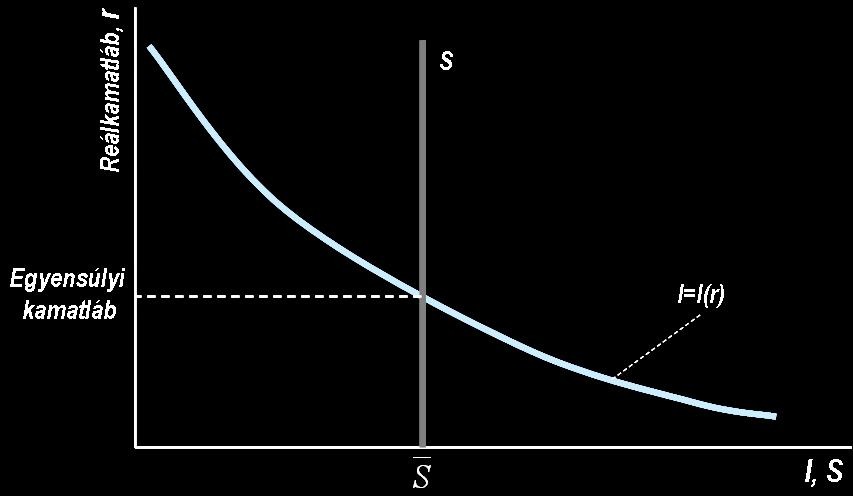 Reálkamatláb, r
S
Egyensúlyi
kamatláb
I=I(r)
S̅
I, S